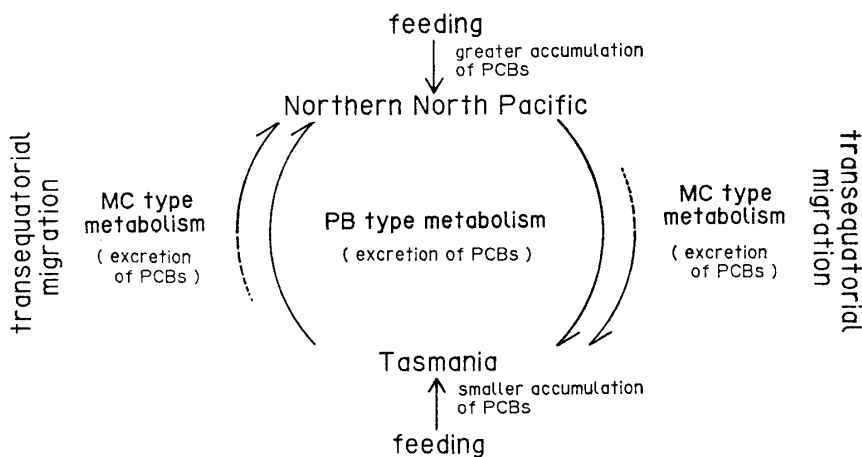 feeding
greater accumulation
of PCBs
Northern North Pacific
transequatorial
migration
MC type
metabolism
( excretion
of PCBs )
PB type metabolism
( excretion of PCBs )
MC type
metabolism
( excretion
of PCBs )
transequatorial
migration
Tasmania
smaller accumulation
of PCBs
feeding